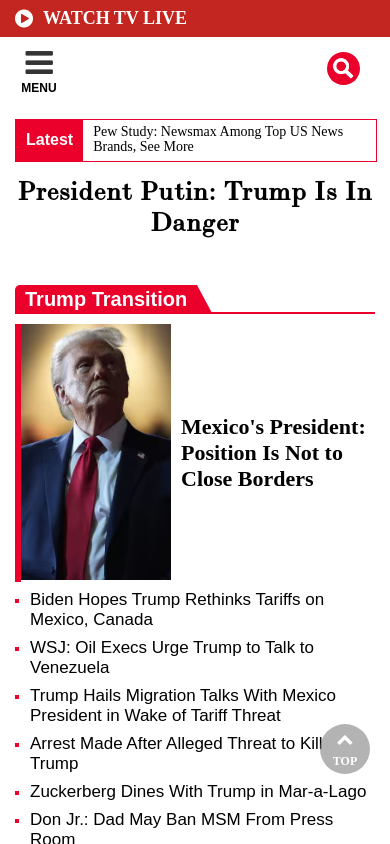 WATCH TV LIVE
MENU
Latest
Pew Study: Newsmax Among Top US News
Brands, See More
President Putin: Trump Is In
Danger
Trump Transition
Mexico's President:
Position Is Not to
Close Borders
Biden Hopes Trump Rethinks Tariffs on
Mexico, Canada
WSJ: Oil Execs Urge Trump to Talk to
Venezuela
Trump Hails Migration Talks With Mexico
President in Wake of Tariff Threat
Arrest Made After Alleged Threat to Kill
Trump
TOP
Zuckerberg Dines With Trump in Mar-a-Lago
Don Jr.: Dad May Ban MSM From Press
Room